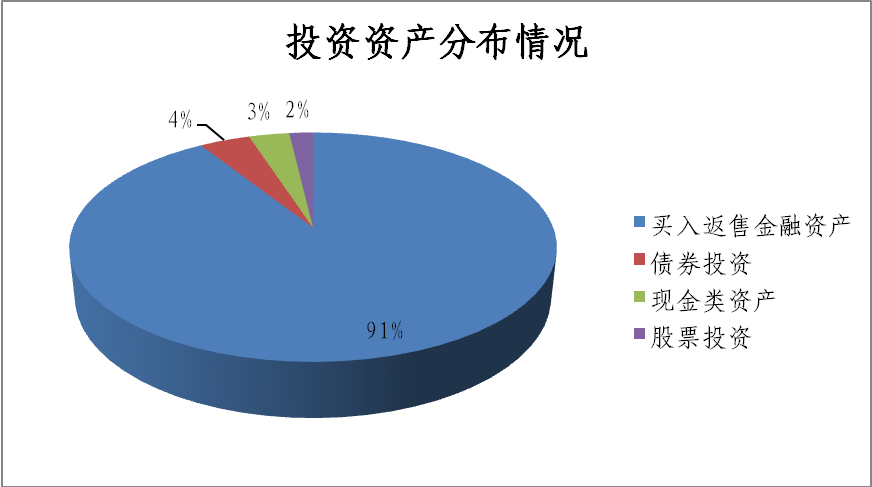 投资资产分布情况
4%
3%
2%
91%
买入返售金融资产
债券投资
现金类资产
股票投资